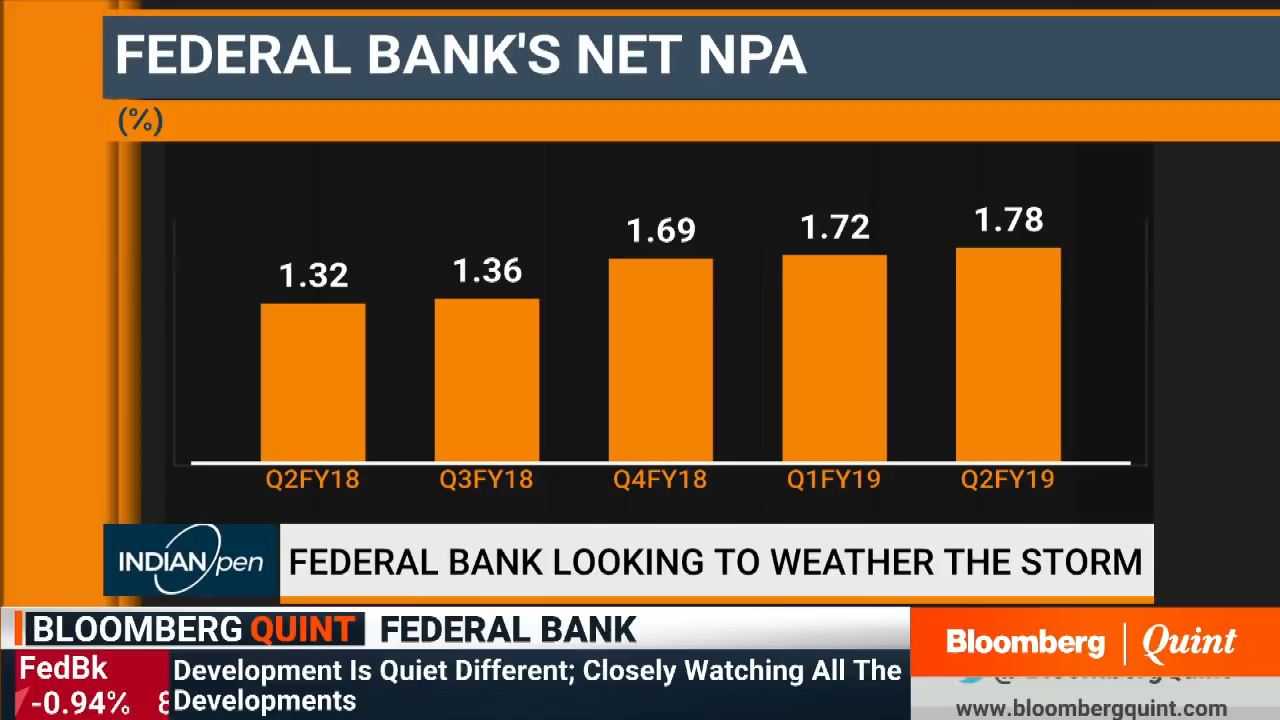 FEDERAL BANK'S NET NPA
(%)
1.32
1.36
1.69
1.72
1.78
Q2FY18
Q3FY18
Q4FY18
Q1FY19
Q2FY19
INDIAN pen
FEDERAL BANK LOOKING TO WEATHER THE STORM
BLOOMBERG QUINT FEDERAL BANK
Bloomberg | Quint
FedBk
-0.94%
Development Is Quiet Different; Closely Watching All The
Developments
www.bloombergquint.com